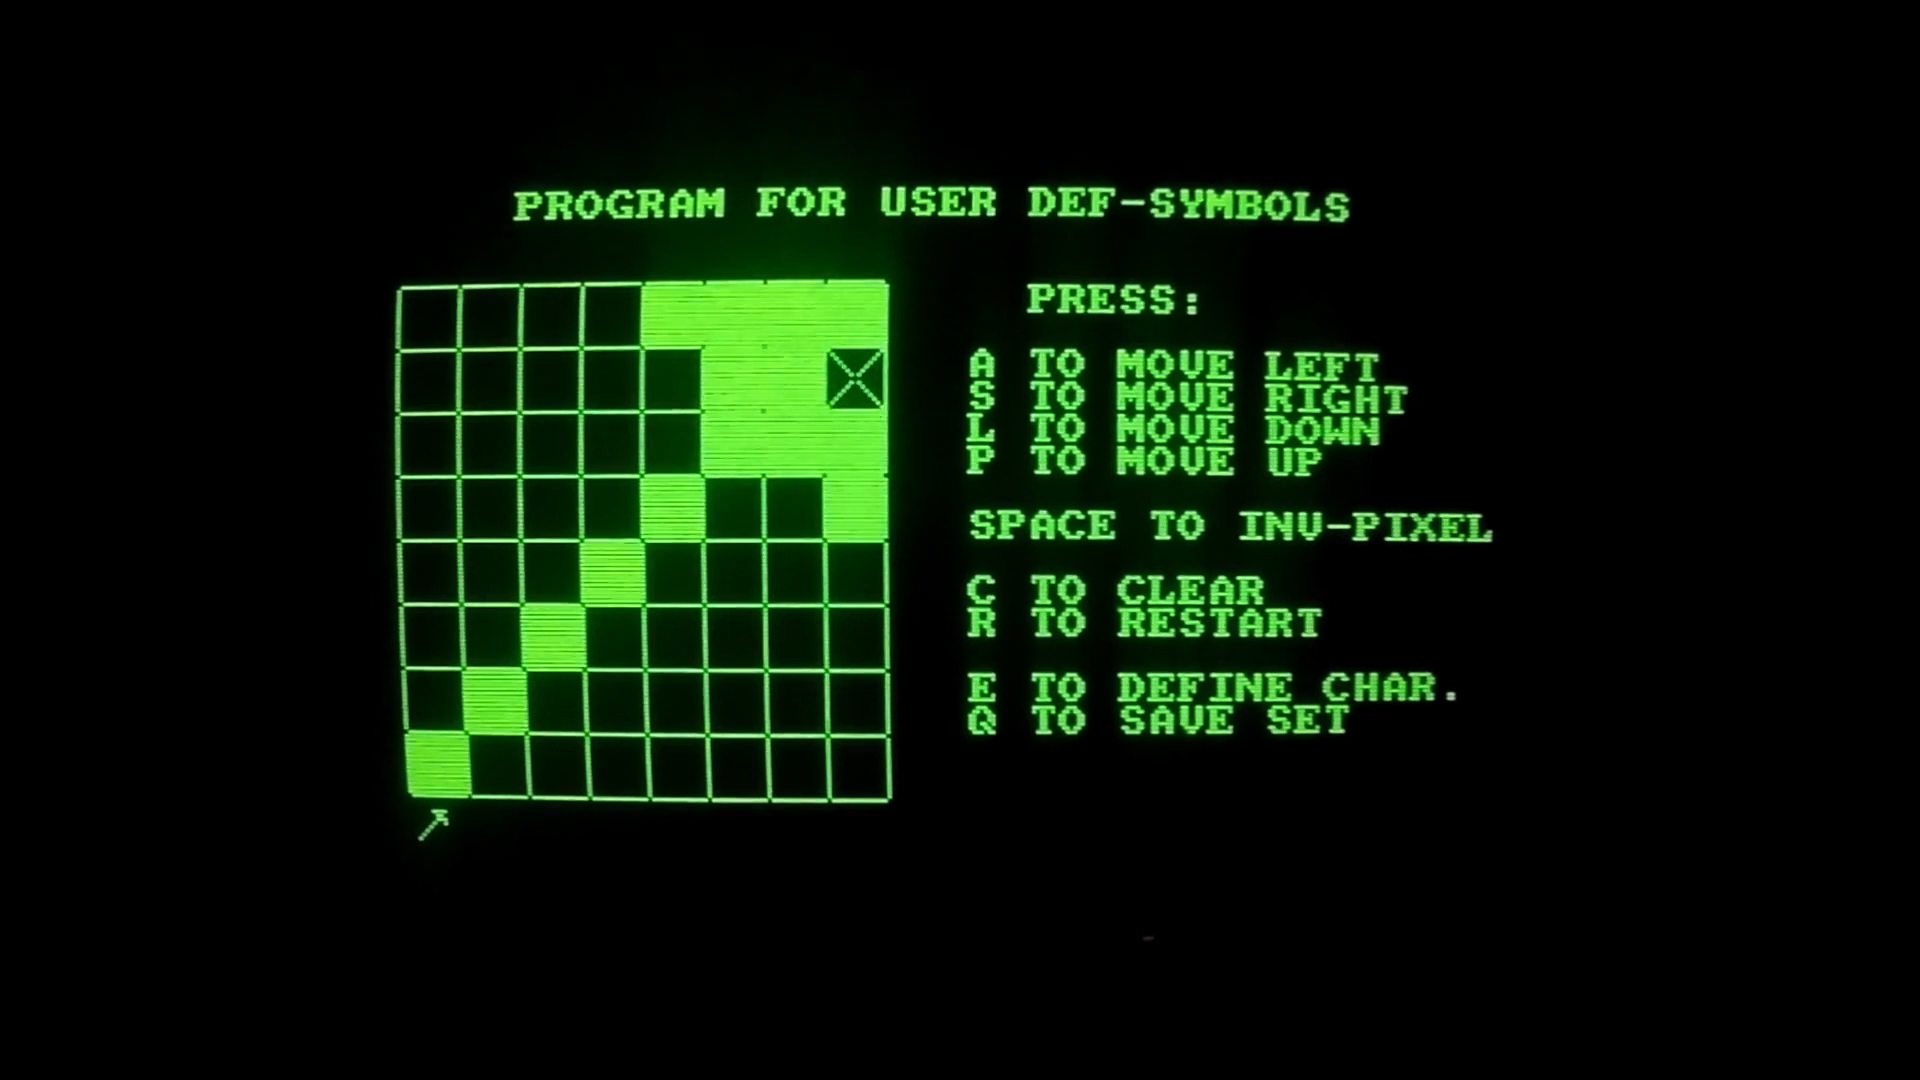 PROGRAM FOR USER DEF-SYMBOLS
PRESS:
A TO MOVE LEFT
S TO MOVE RIGHT
L TO MOVE DOWN
P TO MOVE UP
SPACE TO INV-PIXEL
C TO CLEAR
R TO RESTART
E TO DEFINE CHAR.
Q TO SAVE SET